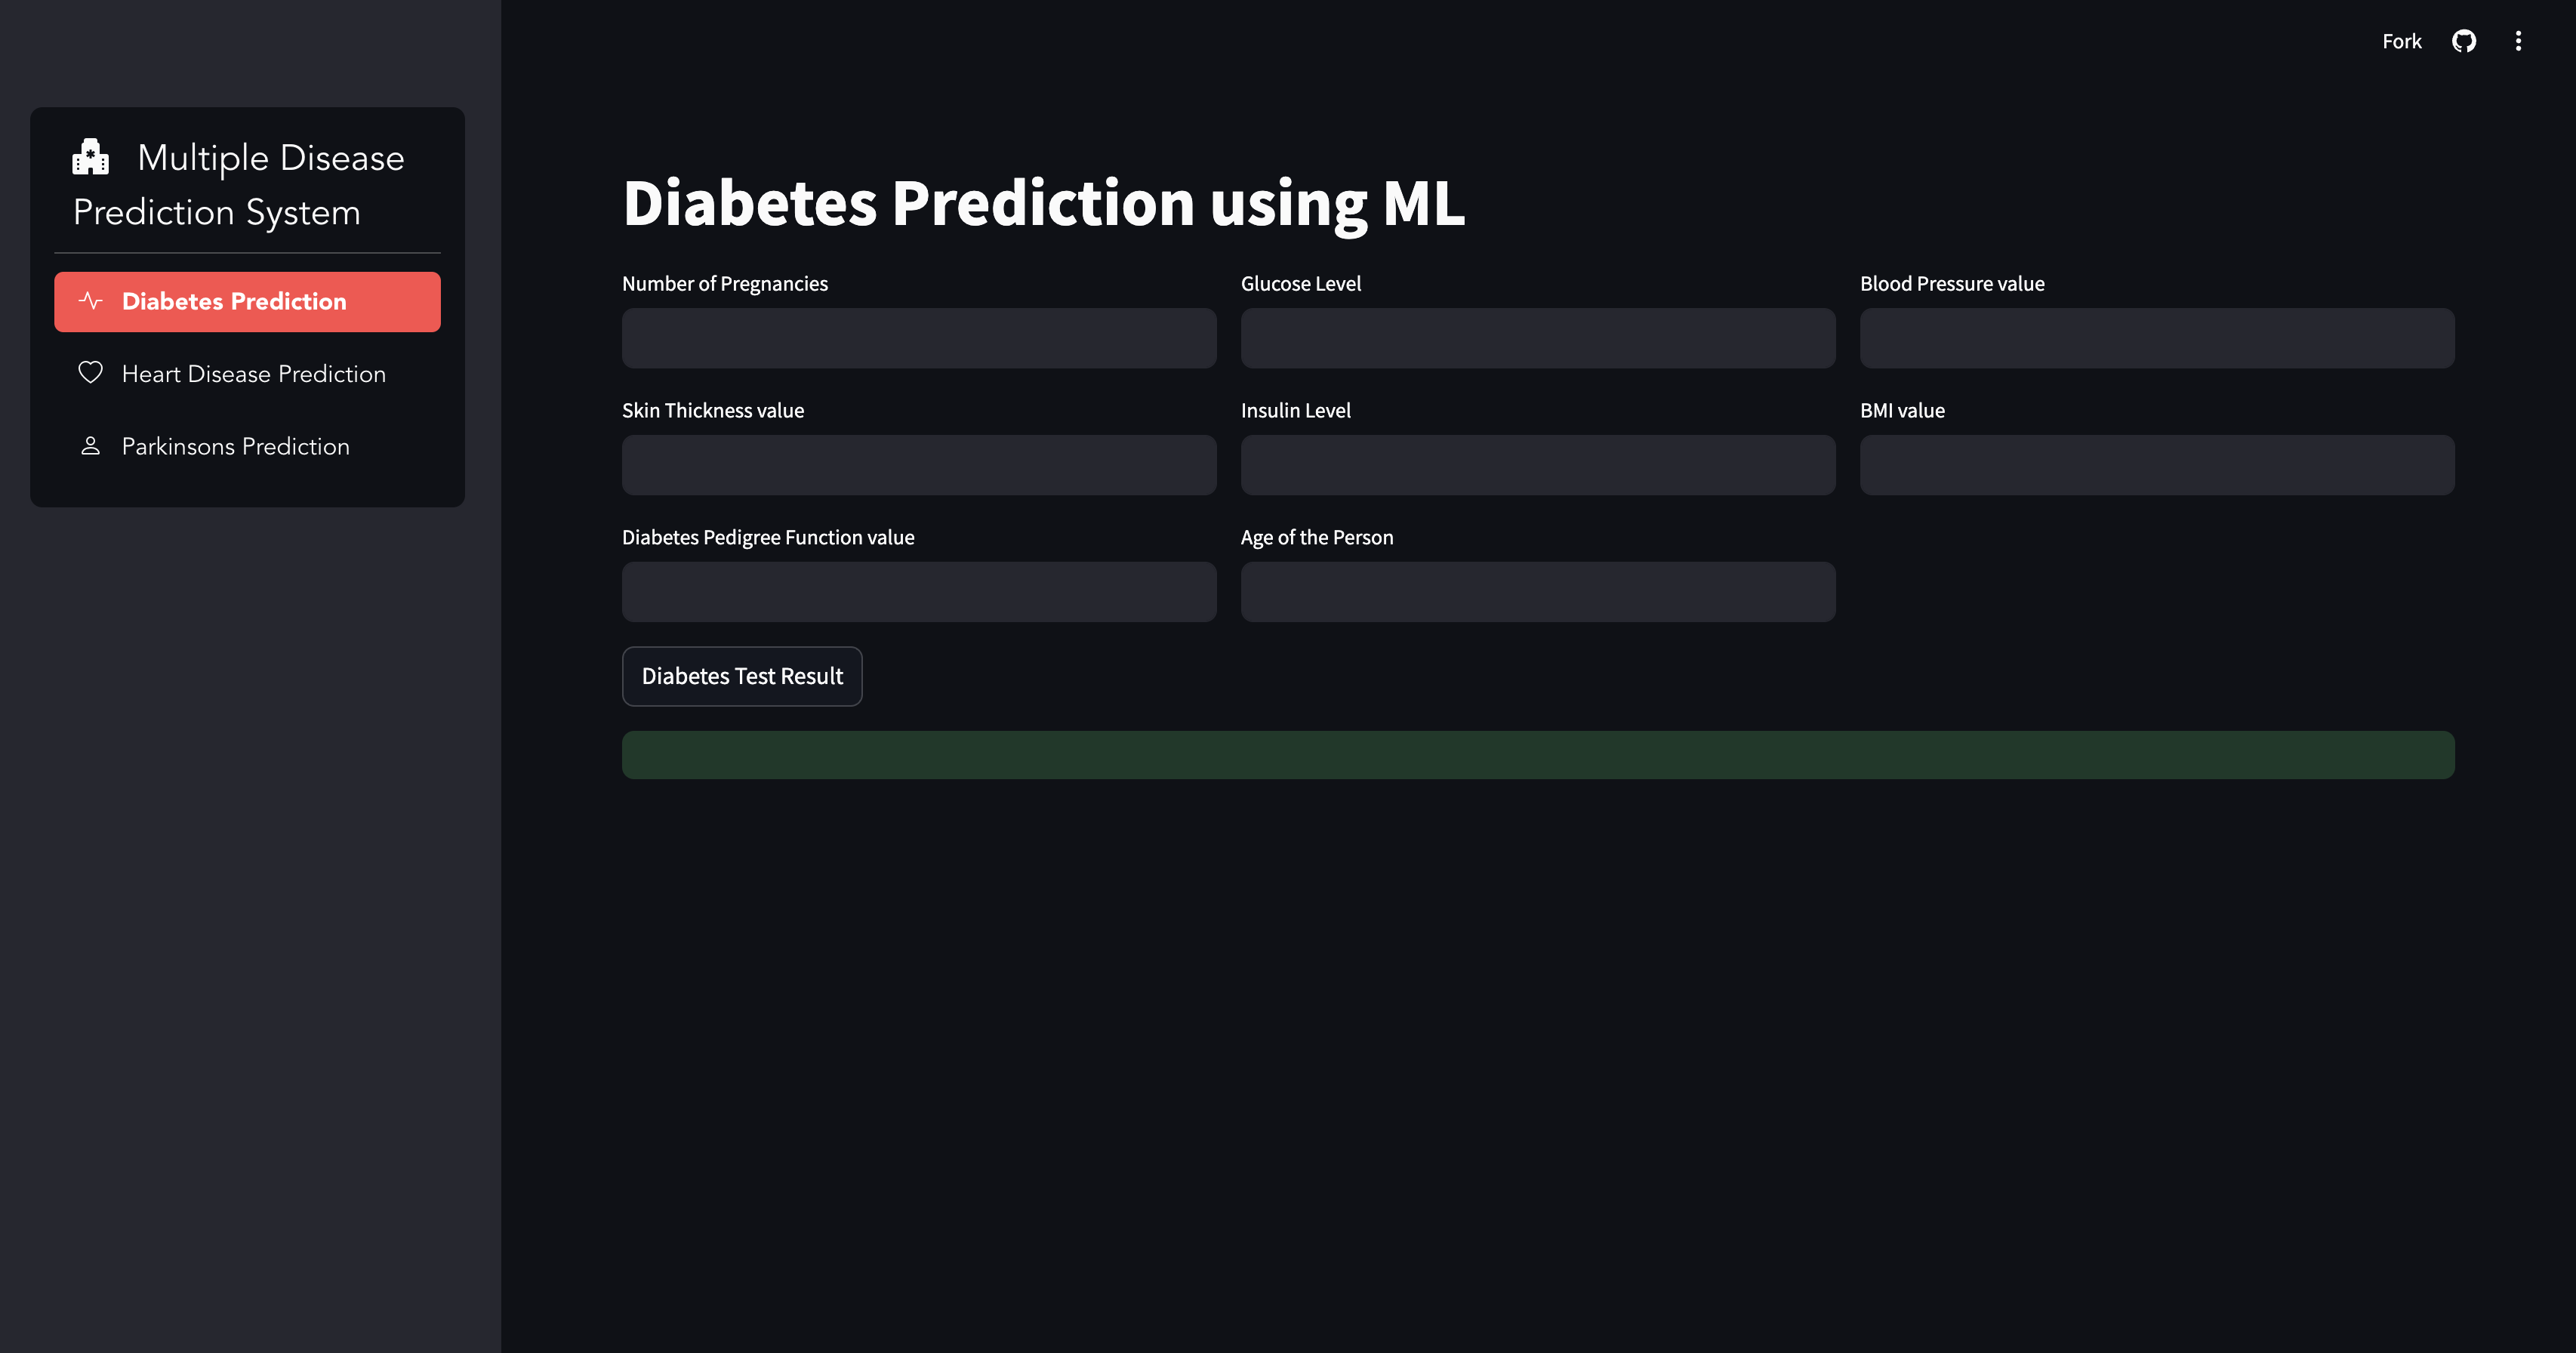 Fork
Multiple Disease
Prediction System
Diabetes Prediction
Heart Disease Prediction
Parkinsons Prediction
Diabetes Prediction using ML
Number of Pregnancies
Glucose Level
Blood Pressure value
Skin Thickness value
Insulin Level
BMI value
Diabetes Pedigree Function value
Age of the Person
Diabetes Test Result